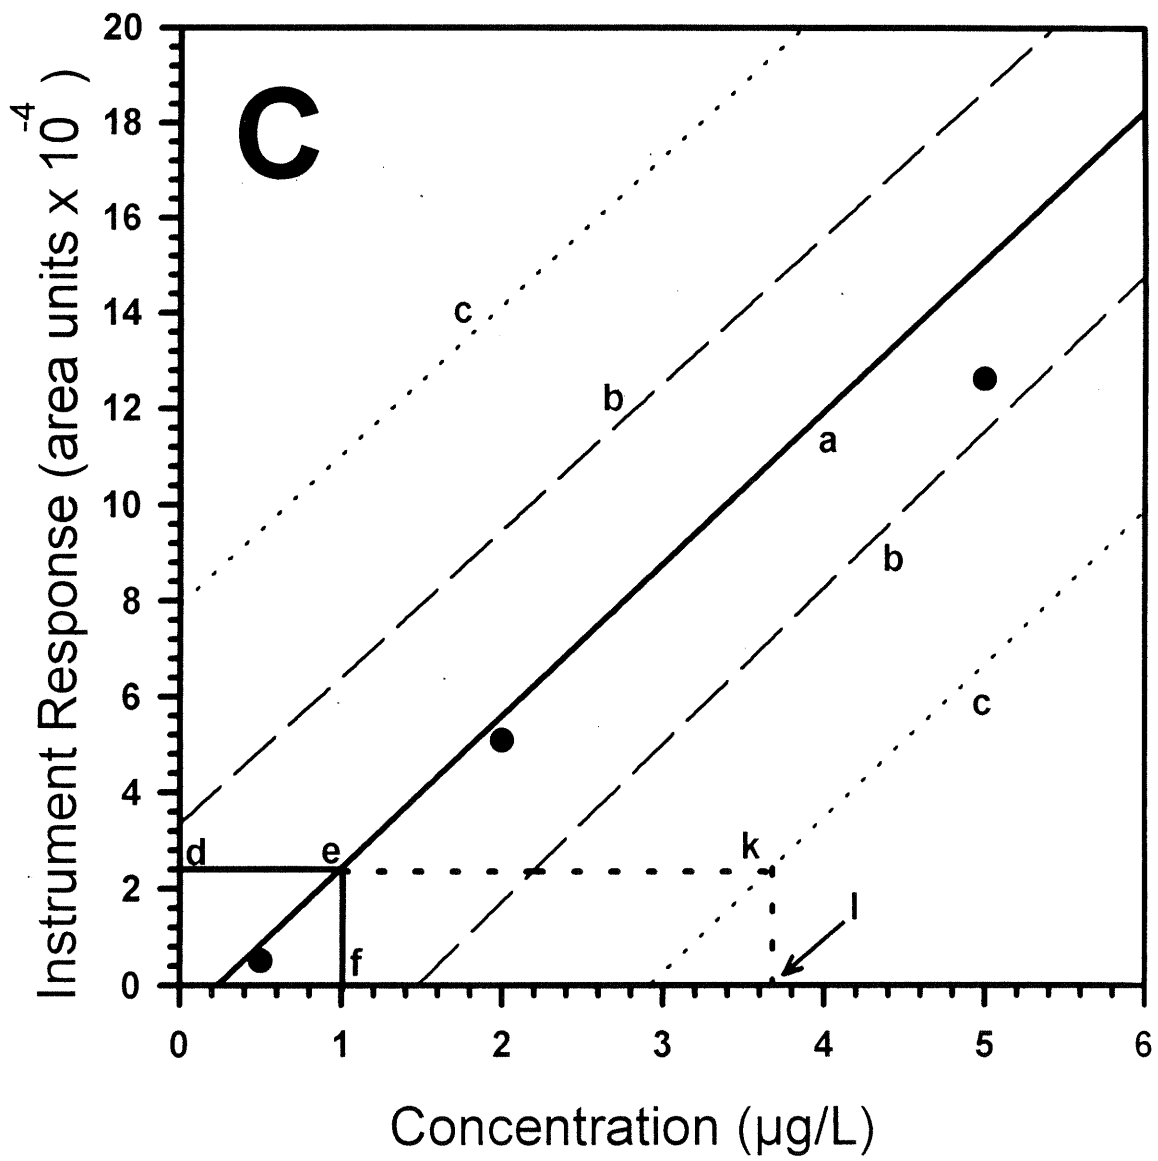 C
Instrument Response (area units x 10⁻⁴)
20
18
16
14
12
10
8
6
4
2
0
c
b
a
b
c
d
e
k
l
f
0 1 2 3 4 5 6
Concentration (µg/L)